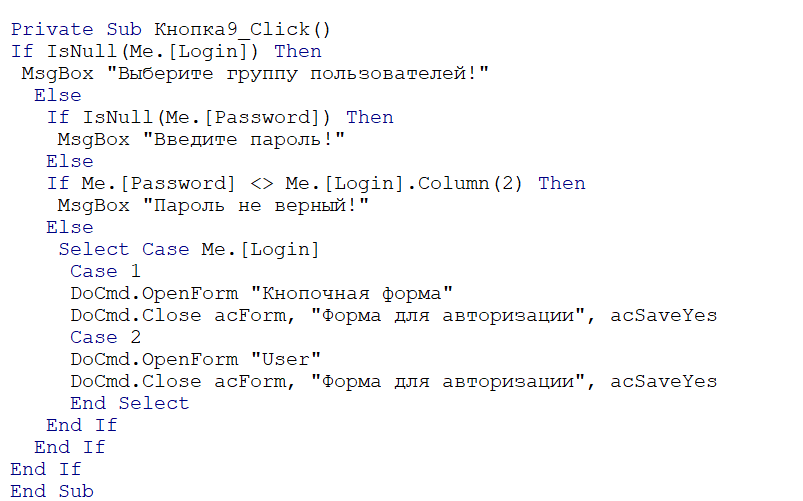 Private Sub Кнопка9_Click()
If IsNull(Me.[Login]) Then
 MsgBox "Выберите группу пользователей!"
  Else
   If IsNull(Me.[Password]) Then
    MsgBox "Введите пароль!"
   Else
   If Me.[Password] <> Me.[Login].Column(2) Then
    MsgBox "Пароль не верный!"
   Else
    Select Case Me.[Login]
     Case 1
     DoCmd.OpenForm "Кнопочная форма"
     DoCmd.Close acForm, "Форма для авторизации", acSaveYes
     Case 2
     DoCmd.OpenForm "User"
     DoCmd.Close acForm, "Форма для авторизации", acSaveYes
     End Select
   End If
  End If
End If
End Sub